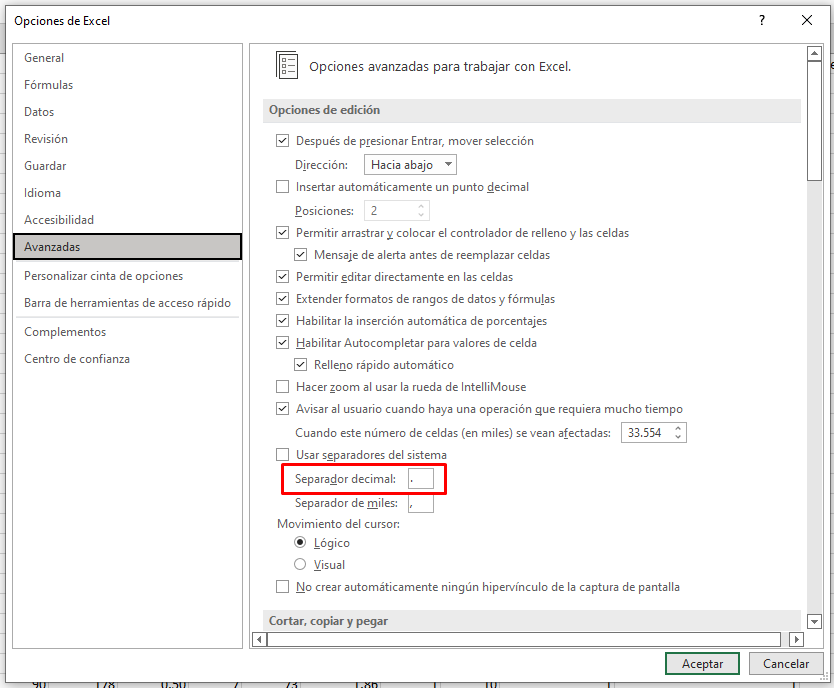 Opciones de Excel
?
General
Fórmulas
Datos
Revisión
Guardar
Idioma
Accesibilidad
Avanzadas
Personalizar cinta de opciones
Barra de herramientas de acceso rápido
Complementos
Centro de confianza
Opciones avanzadas para trabajar con Excel.
Opciones de edición
Después de presionar Entrar, mover selección
Dirección: Hacia abajo
Insertar automáticamente un punto decimal
Posiciones: 2
Permitir arrastrar y colocar el controlador de relleno y las celdas
Mensaje de alerta antes de reemplazar celdas
Permitir editar directamente en las celdas
Extender formatos de rangos de datos y fórmulas
Habilitar la inserción automática de porcentajes
Habilitar Autocompletar para valores de celda
Relleno rápido automático
Hacer zoom al usar la rueda de IntelliMouse
Avisar al usuario cuando haya una operación que requiera mucho tiempo
Cuando este número de celdas (en miles) se vean afectadas: 33.554
Usar separadores del sistema
Separador decimal: .
Separador de miles: ,
Movimiento del cursor:
Lógico
Visual
No crear automáticamente ningún hipervínculo de la captura de pantalla
Cortar, copiar y pegar
Aceptar Cancelar